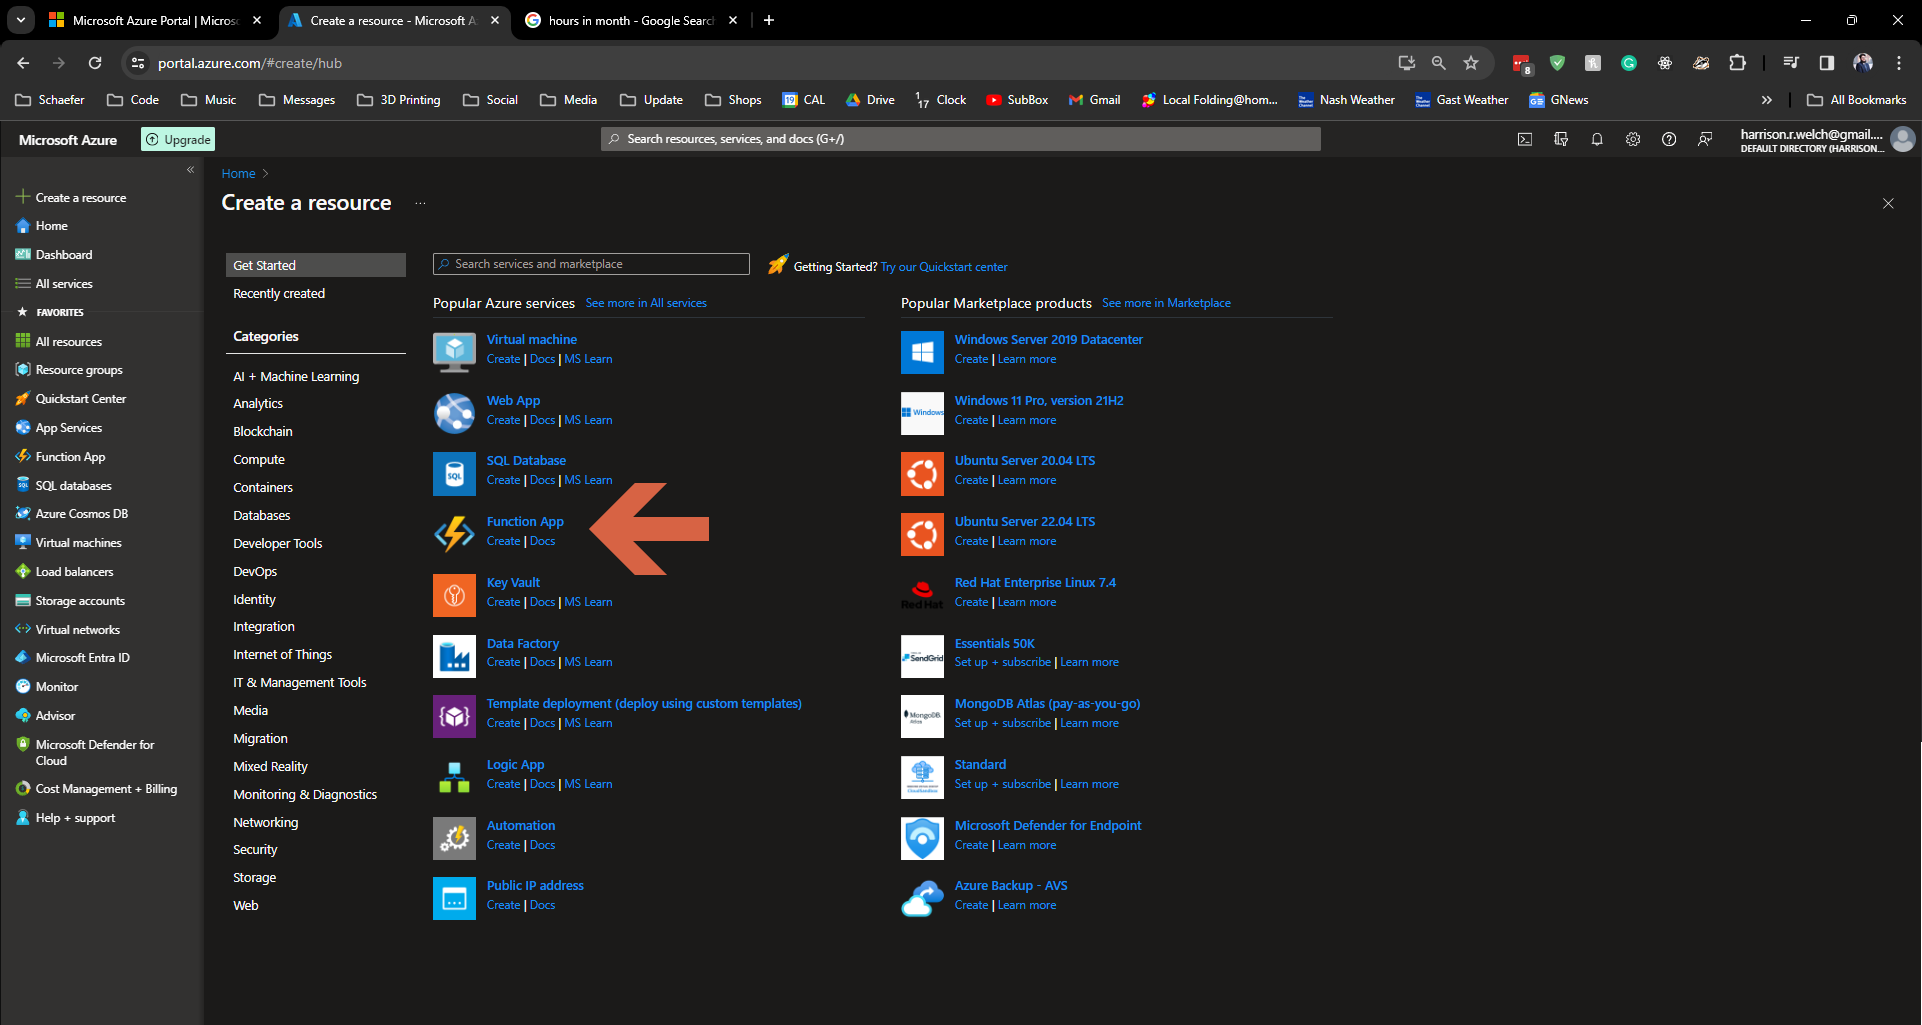 Microsoft Azure Portal | Micros
Create a resource - Microsoft A
hours in month - Google Search
portal.azure.com/#create/hub
8
Schaefer
Code
Music
Messages
3D Printing
Social
Media
Update
Shops
19 CAL
Drive
1 17 Clock
SubBox
Gmail
Local Folding@hom...
Nash Weather
Gast Weather
GNews
All Bookmarks
Microsoft Azure
Upgrade
Search resources, services, and docs (G+/)
harrison.r.welch@gmail....
DEFAULT DIRECTORY (HARRISON...
Create a resource
Home
Dashboard
All services
FAVORITES
All resources
Resource groups
Quickstart Center
App Services
Function App
SQL databases
Azure Cosmos DB
Virtual machines
Load balancers
Storage accounts
Virtual networks
Microsoft Entra ID
Monitor
Advisor
Microsoft Defender for
Cloud
Cost Management + Billing
Help + support
Home
Create a resource
...
Get Started
Recently created
Categories
AI + Machine Learning
Analytics
Blockchain
Compute
Containers
Databases
Developer Tools
DevOps
Identity
Integration
Internet of Things
IT & Management Tools
Media
Migration
Mixed Reality
Monitoring & Diagnostics
Networking
Security
Storage
Web
Search services and marketplace
Getting Started? Try our Quickstart center
Popular Azure services See more in All services
Virtual machine
Create | Docs | MS Learn
Web App
Create | Docs | MS Learn
SQL
SQL Database
Create | Docs | MS Learn
Function App
Create | Docs
Key Vault
Create | Docs | MS Learn
Data Factory
Create | Docs | MS Learn
Template deployment (deploy using custom templates)
Create | Docs | MS Learn
Logic App
Create | Docs | MS Learn
Automation
Create | Docs
Public IP address
Create | Docs
Popular Marketplace products See more in Marketplace
Windows Server 2019 Datacenter
Create | Learn more
Windows
Windows 11 Pro, version 21H2
Create | Learn more
Ubuntu Server 20.04 LTS
Create | Learn more
Ubuntu Server 22.04 LTS
Create | Learn more
Red Hat
Red Hat Enterprise Linux 7.4
Create | Learn more
SendGrid
Essentials 50K
Set up + subscribe | Learn more
MongoDB. Atlas
MongoDB Atlas (pay-as-you-go)
Set up + subscribe | Learn more
Standard
Set up + subscribe | Learn more
Microsoft Defender for Endpoint
Create | Learn more
Azure Backup - AVS
Create | Learn more